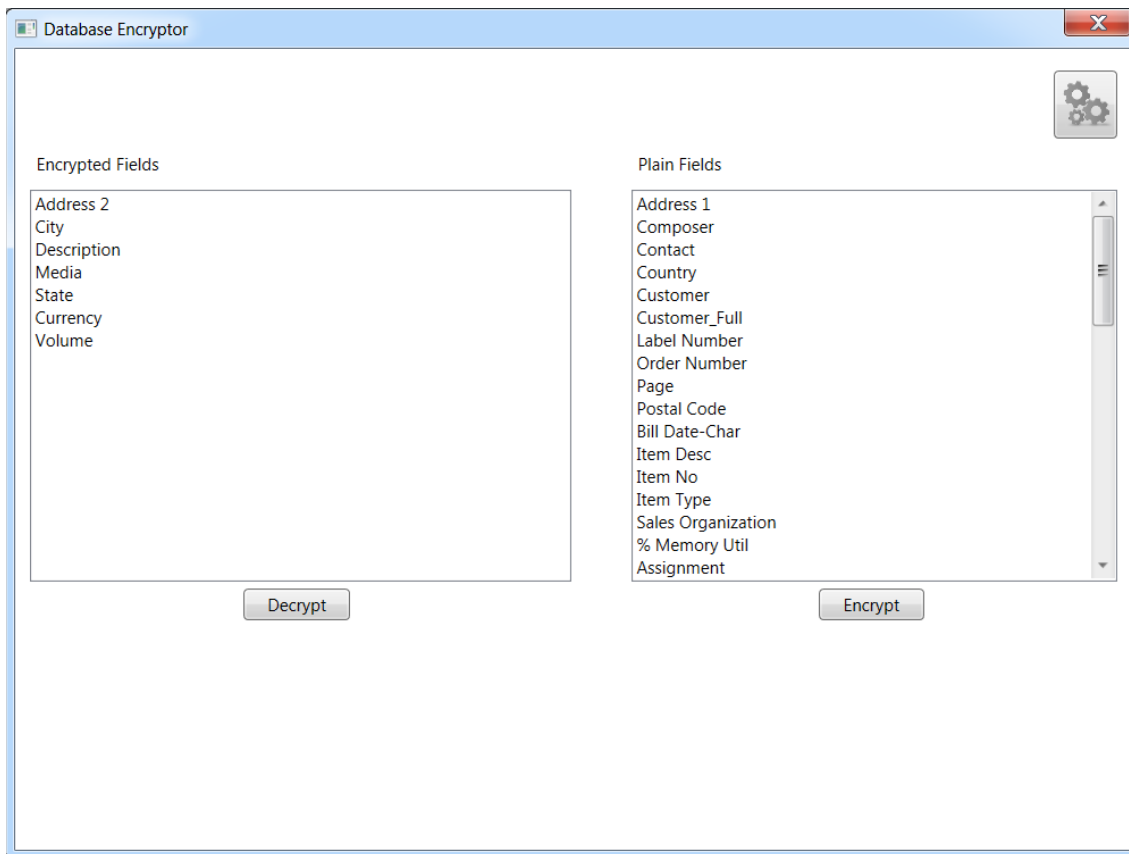 Database Encryptor
Encrypted Fields
Address 2
City
Description
Media
State
Currency
Volume
Decrypt
Plain Fields
Address 1
Composer
Contact
Country
Customer
Customer_Full
Label Number
Order Number
Page
Postal Code
Bill Date-Char
Item Desc
Item No
Item Type
Sales Organization
% Memory Util
Assignment
Encrypt